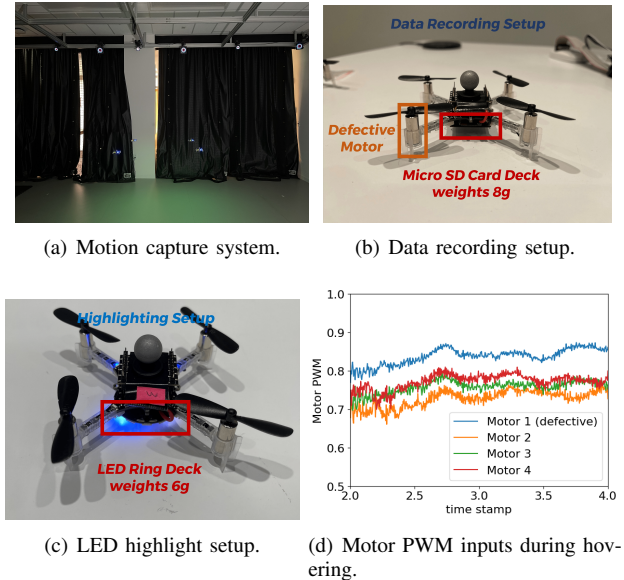 Data Recording Setup
Defective
Motor
Micro SD Card Deck
weights 8g
(a) Motion capture system.
(b) Data recording setup.
Highlighting Setup
LED Ring Deck
weights 6g
1.0
0.9
0.8
0.7
0.6
0.5
Motor PWM
Motor 1 (defective)
Motor 2
Motor 3
Motor 4
2.0 2.5 3.0 3.5 4.0
time stamp
(c) LED highlight setup.
(d) Motor PWM inputs during hov-
ering.